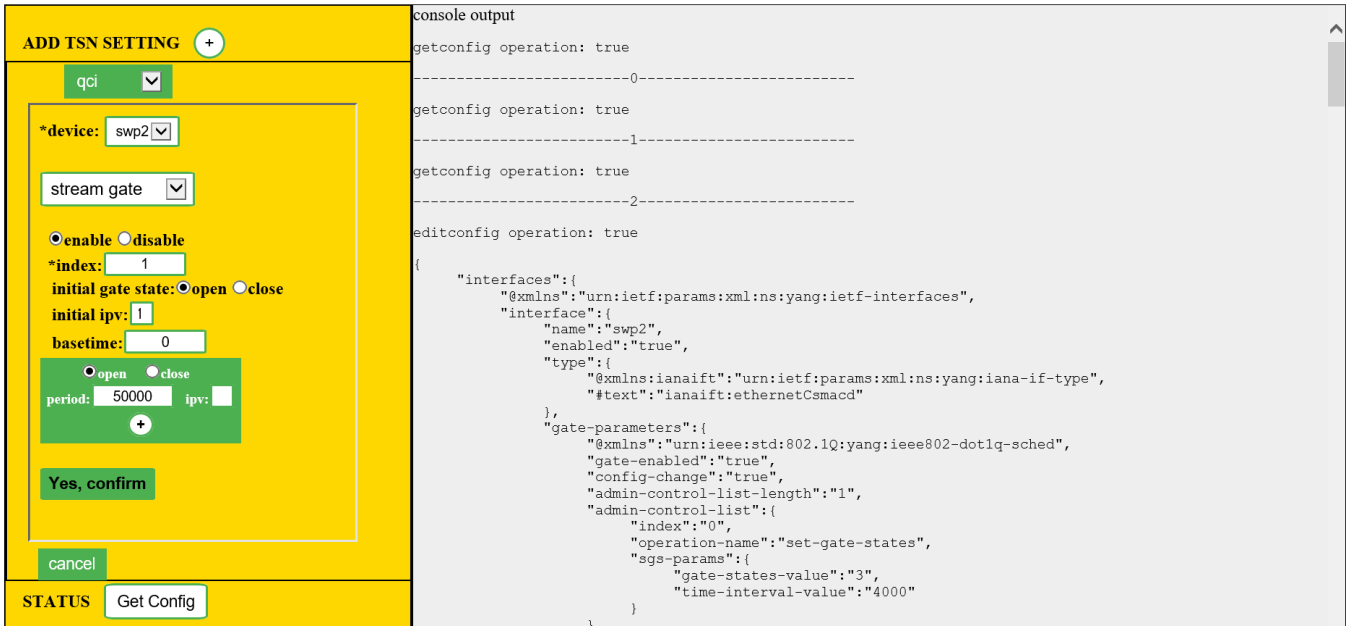 ADD TSN SETTING +
qci
*device: swp2
stream gate
enable disable
*index: 1
initial gate state: open close
initial ipv: 1
basetime: 0
open close
period: 50000 ipv:
+
Yes, confirm
cancel
STATUS Get Config
console output
getconfig operation: true
-------------------------0-------------------------
getconfig operation: true
-------------------------1-------------------------
getconfig operation: true
-------------------------2-------------------------
editconfig operation: true
{
"interfaces":{
"@xmlns":"urn:ietf:params:xml:ns:yang:ietf-interfaces",
"interface":{
"name":"swp2",
"enabled":"true",
"type":{
"@xmlns:ianaift":"urn:ietf:params:xml:ns:yang:iana-if-type",
"#text":"ianaift:ethernetCsmacd"
},
"gate-parameters":{
"@xmlns":"urn:ieee:std:802.1Q:yang:ieee802-dot1q-sched",
"gate-enabled":"true",
"config-change":"true",
"admin-control-list-length":"1",
"admin-control-list":{
"index":"0",
"operation-name":"set-gate-states",
"sgs-params":{
"gate-states-value":"3",
"time-interval-value":"4000"
}
}